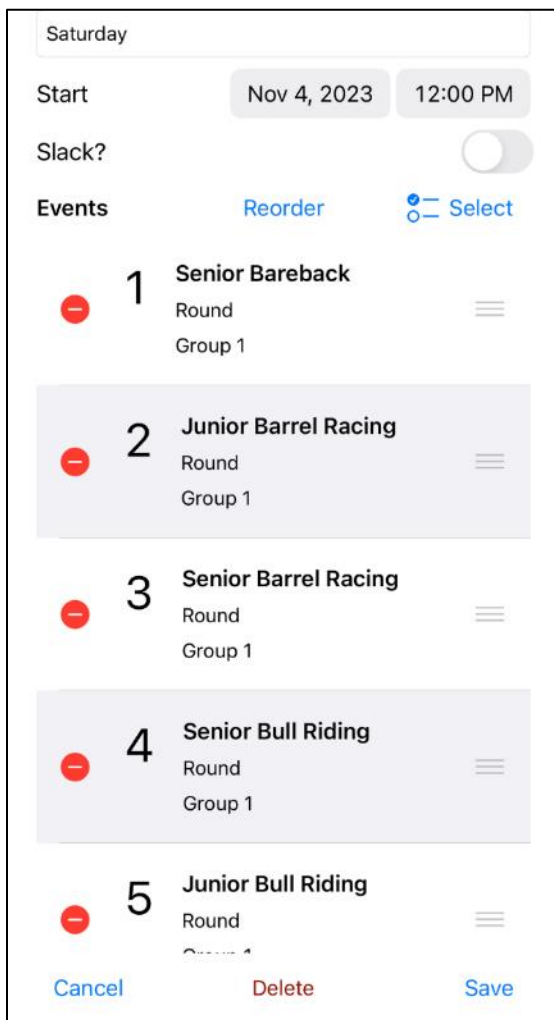 Saturday
Start Nov 4, 2023 12:00 PM
Slack?
Events Reorder Select
1 Senior Bareback
Round
Group 1
2 Junior Barrel Racing
Round
Group 1
3 Senior Barrel Racing
Round
Group 1
4 Senior Bull Riding
Round
Group 1
5 Junior Bull Riding
Round
Cancel Delete Save